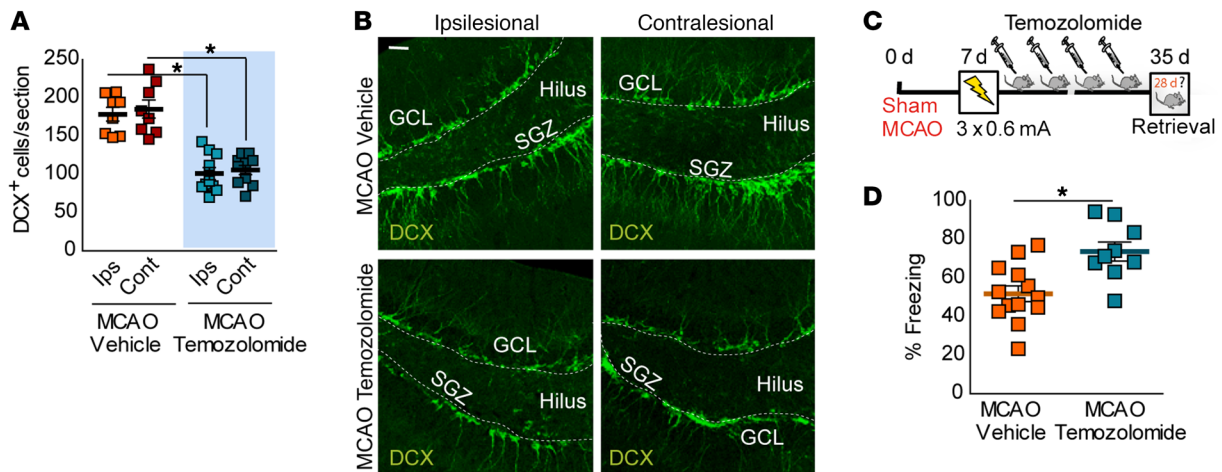 A
DCX+ cells/section
250
200
150
100
50
0
Ips
Cont
Ips
Cont
MCAO
Vehicle
MCAO
Temozolomide
*
*
B
Ipsilesional
Contralesional
MCAO Vehicle
GCL
Hilus
SGZ
DCX
GCL
Hilus
SGZ
DCX
MCAO Temozolomide
GCL
SGZ
Hilus
DCX
SGZ
Hilus
GCL
DCX
C
Temozolomide
0 d
7 d
35 d
28 d?
Sham
MCAO
3 x 0.6 mA
Retrieval
D
% Freezing
100
80
60
40
20
0
*
MCAO
Vehicle
MCAO
Temozolomide